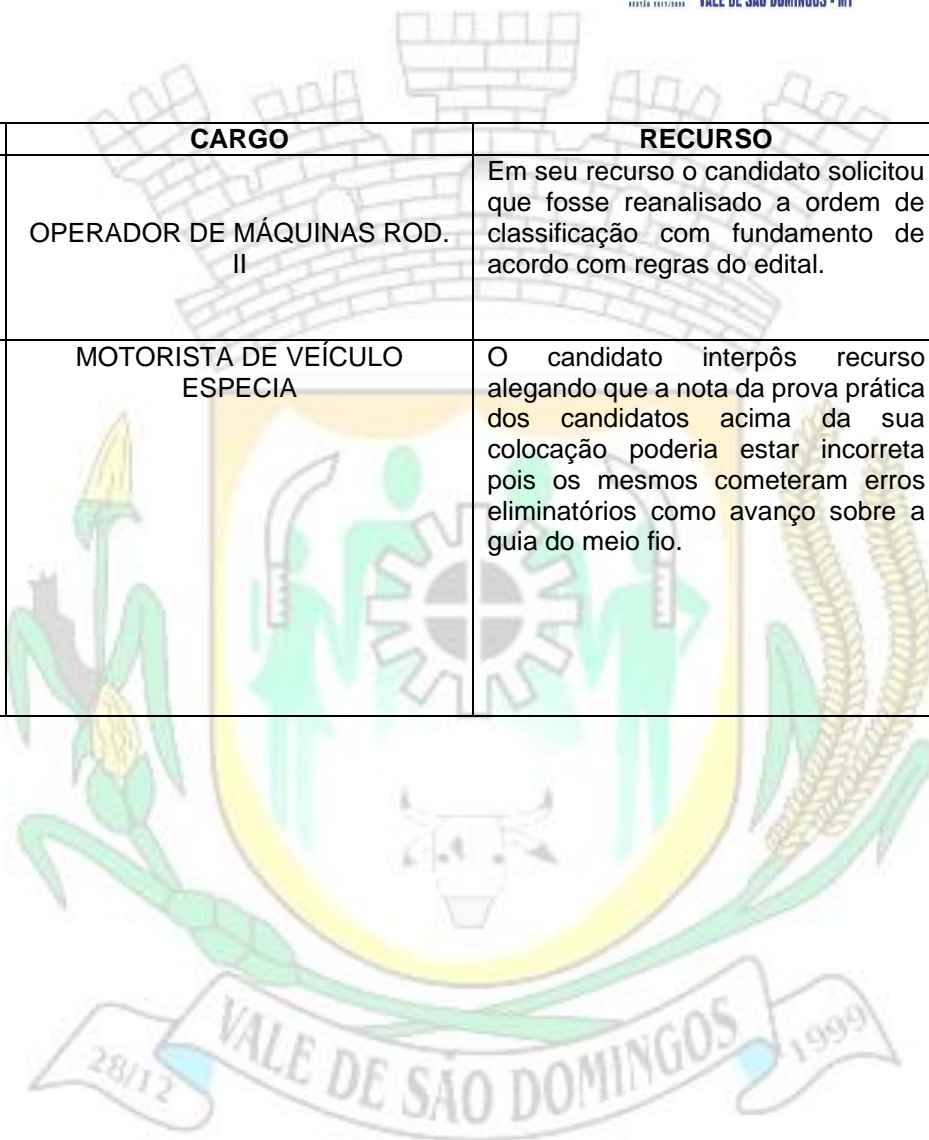 GESTÃO 2017/2020 VALE DE SÃO DOMINGOS - MT
CARGO
RECURSO
OPERADOR DE MÁQUINAS ROD.
II
Em seu recurso o candidato solicitou
que fosse reanalisado a ordem de
classificação com fundamento de
acordo com regras do edital.
MOTORISTA DE VEÍCULO
ESPECIA
O candidato interpôs recurso
alegando que a nota da prova prática
dos candidatos acima da sua
colocação poderia estar incorreta
pois os mesmos cometeram erros
eliminatórios como avanço sobre a
guia do meio fio.
28/12
VALE DE SÃO DOMINGOS
1999